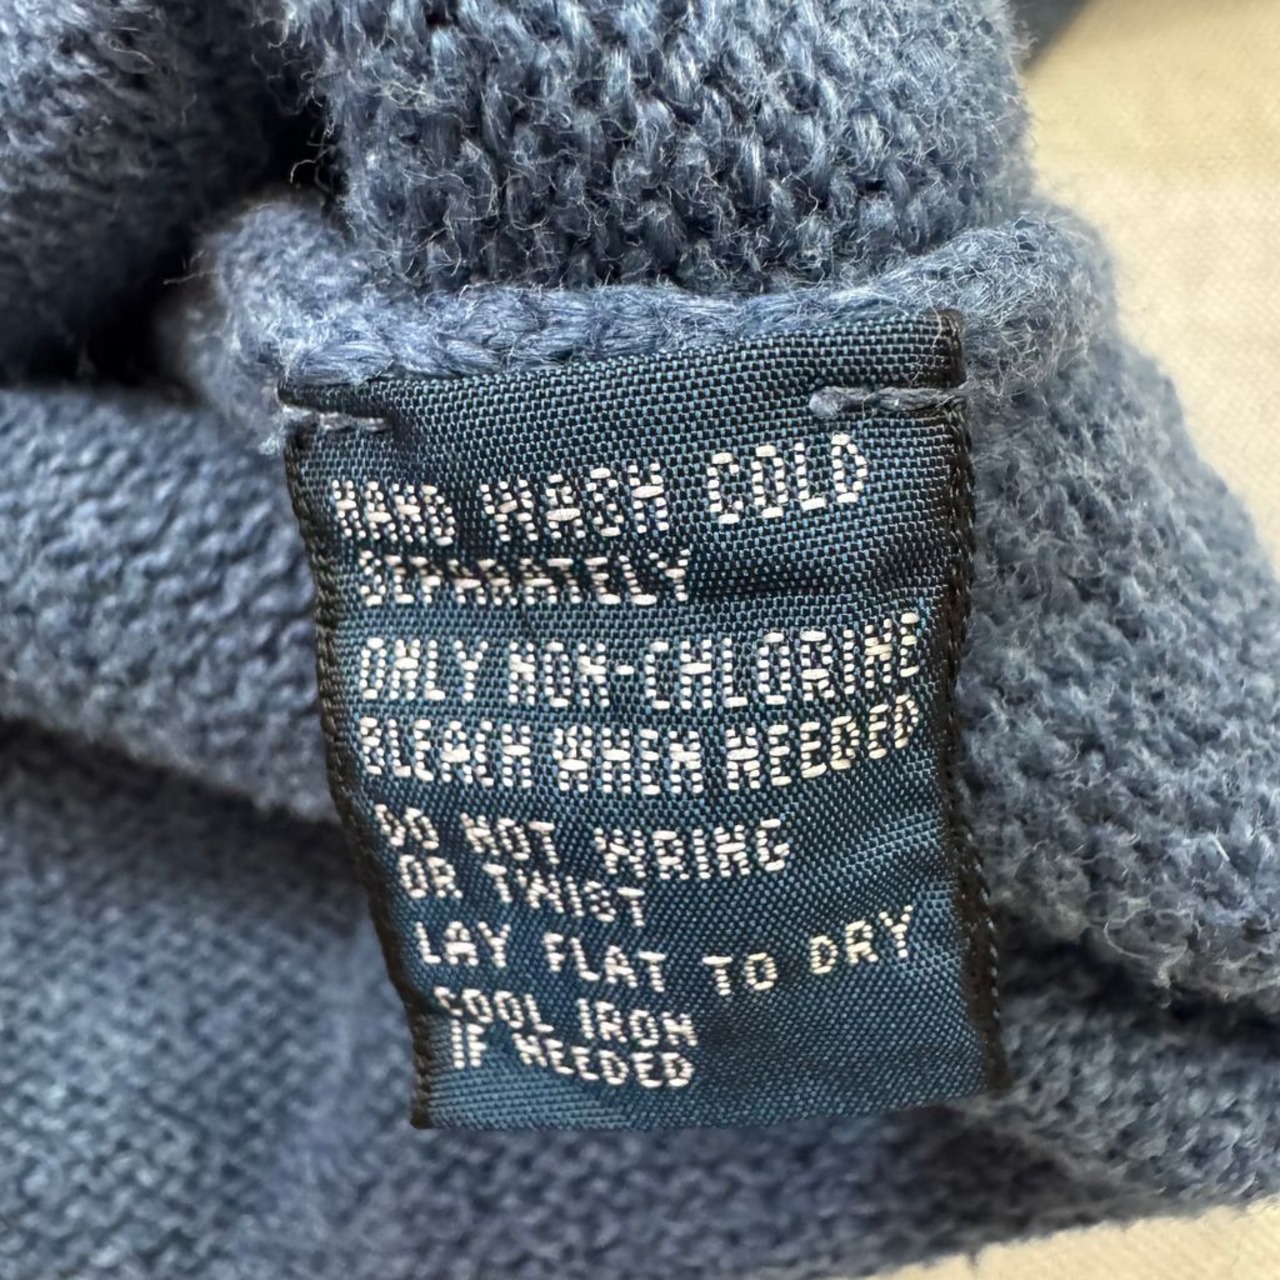 HAND WASH COLD
SEPARATELY
ONLY NON-CHLORINE
BLEACH WHEN NEEDED
DO NOT WRING
OR TWIST
LAY FLAT TO DRY
COOL IRON
IF NEEDED